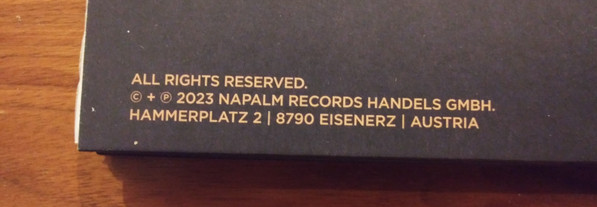 ALL RIGHTS RESERVED.
© + ℗ 2023 NAPALM RECORDS HANDELS GMBH.
HAMMERPLATZ 2 | 8790 EISENERZ | AUSTRIA